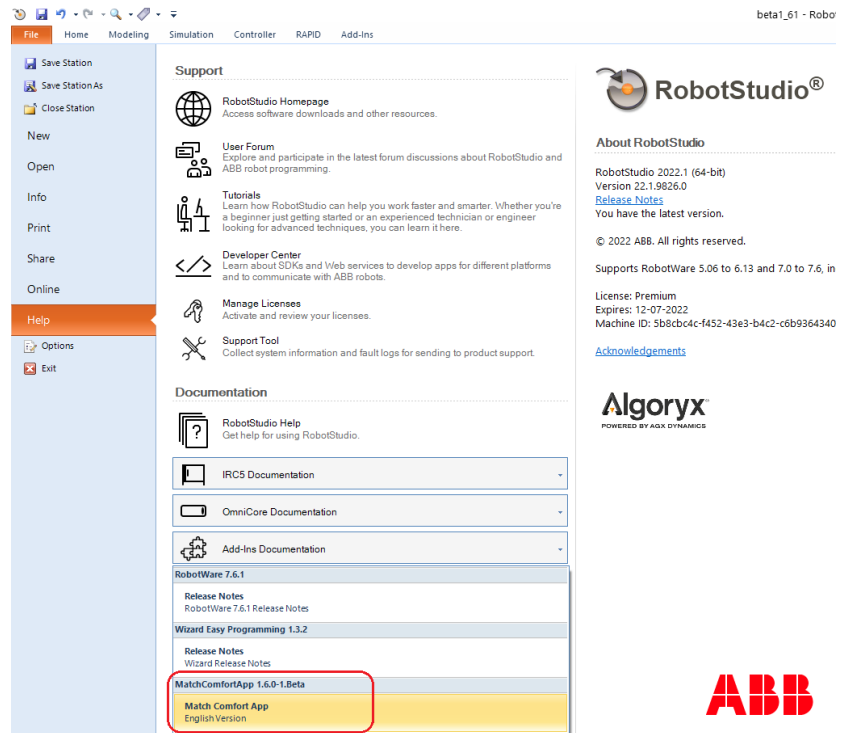 beta1_61 - Robot
File Home Modeling Simulation Controller RAPID Add-Ins
Save Station
Save Station As
Close Station
New
Open
Info
Print
Share
Online
Help
Options
Exit
Support
RobotStudio Homepage
Access software downloads and other resources.
User Forum
Explore and participate in the latest forum discussions about RobotStudio and
ABB robot programming.
Tutorials
Learn how RobotStudio can help you work faster and smarter. Whether you're
a beginner just getting started or an experienced technician or engineer
looking for advanced techniques, you can learn it here.
Developer Center
Learn about SDKs and Web services to develop apps for different platforms
and to communicate with ABB robots.
Manage Licenses
Activate and review your licenses.
Support Tool
Collect system information and fault logs for sending to product support.
Documentation
RobotStudio Help
Get help for using RobotStudio.
IRC5 Documentation
OmniCore Documentation
Add-Ins Documentation
RobotWare 7.6.1
Release Notes
RobotWare 7.6.1 Release Notes
Wizard Easy Programming 1.3.2
Release Notes
Wizard Release Notes
MatchComfortApp 1.6.0-1.Beta
Match Comfort App
English Version
RobotStudio®
About RobotStudio
RobotStudio 2022.1 (64-bit)
Version 22.1.9826.0
Release Notes
You have the latest version.
© 2022 ABB. All rights reserved.
Supports RobotWare 5.06 to 6.13 and 7.0 to 7.6, in
License: Premium
Expires: 12-07-2022
Machine ID: 5b8cbc4c-f452-43e3-b4c2-c6b9364340
Acknowledgements
Algoryx
POWERED BY AGX DYNAMICS
ABB